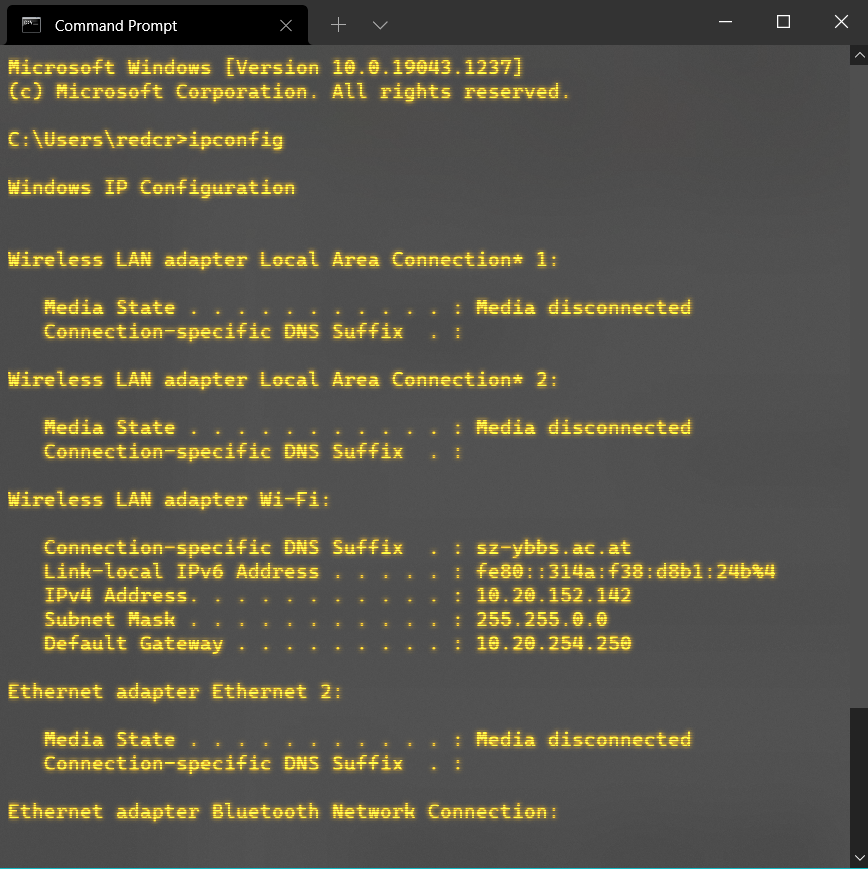 Command Prompt
Microsoft Windows [Version 10.0.19043.1237]
(c) Microsoft Corporation. All rights reserved.
C:\Users\redcr>ipconfig
Windows IP Configuration
Wireless LAN adapter Local Area Connection* 1:
Media State . . . . . . . . . . . : Media disconnected
Connection-specific DNS Suffix  . :
Wireless LAN adapter Local Area Connection* 2:
Media State . . . . . . . . . . . : Media disconnected
Connection-specific DNS Suffix  . :
Wireless LAN adapter Wi-Fi:
Connection-specific DNS Suffix  . : sz-ybbs.ac.at
Link-local IPv6 Address . . . . . : fe80::314a:f38:d8b1:24b%4
IPv4 Address. . . . . . . . . . . : 10.20.152.142
Subnet Mask . . . . . . . . . . . : 255.255.0.0
Default Gateway . . . . . . . . . : 10.20.254.250
Ethernet adapter Ethernet 2:
Media State . . . . . . . . . . . : Media disconnected
Connection-specific DNS Suffix  . :
Ethernet adapter Bluetooth Network Connection: